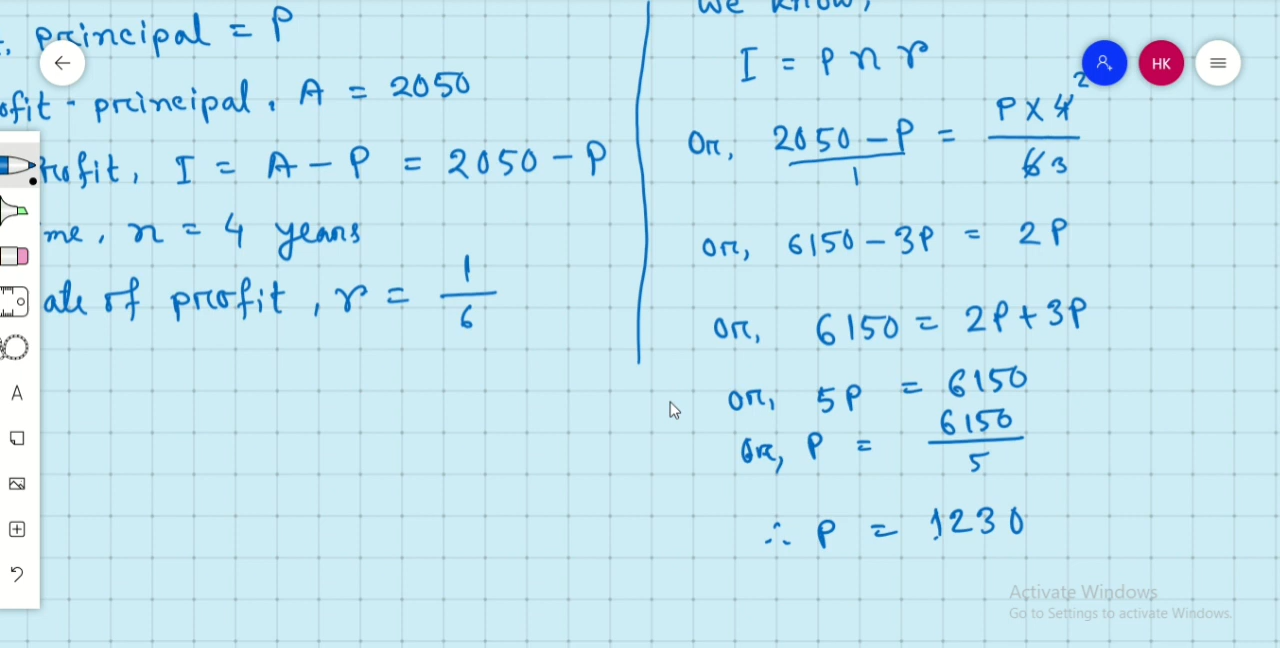 principal = P
ofit - principal, A = 2050
rofit, I = A - P = 2050 - P
me, n = 4 years
ate of profit, r = 1/6
we know,
I = P n r
HK
Or, 2050 - P / 1 = P X 4 2 / 6 3
or, 6150 - 3P = 2P
or, 6150 = 2P + 3P
or, 5P = 6150
or, P = 6150/5
∴ P = 1230
A
Activate Windows
Go to Settings to activate Windows.